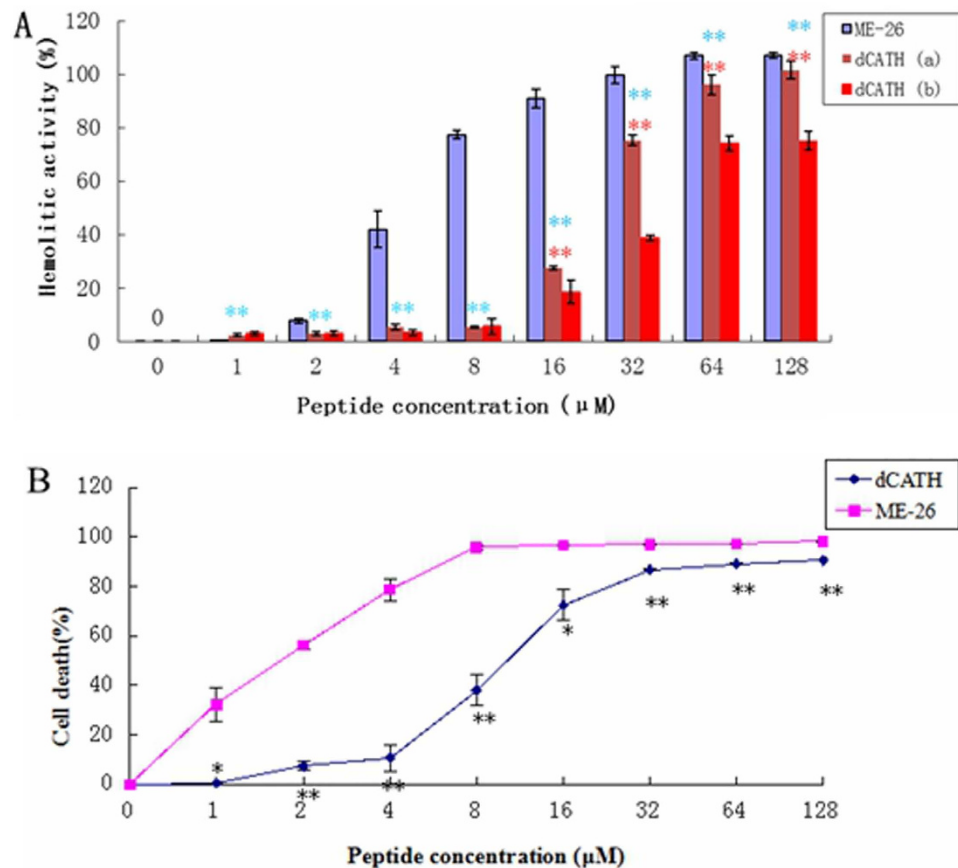 A
120
100
80
60
40
20
0
Hemolitic activity (%)
ME-26
dCATH (a)
dCATH (b)
0
**
**
**
**
**
**
**
**
**
**
**
**
0 1 2 4 8 16 32 64 128
Peptide concentration (μM)
B
120
100
80
60
40
20
0
Cell death(%)
dCATH
ME-26
*
**
**
**
*
**
**
**
0 1 2 4 8 16 32 64 128
Peptide concentration (μM)